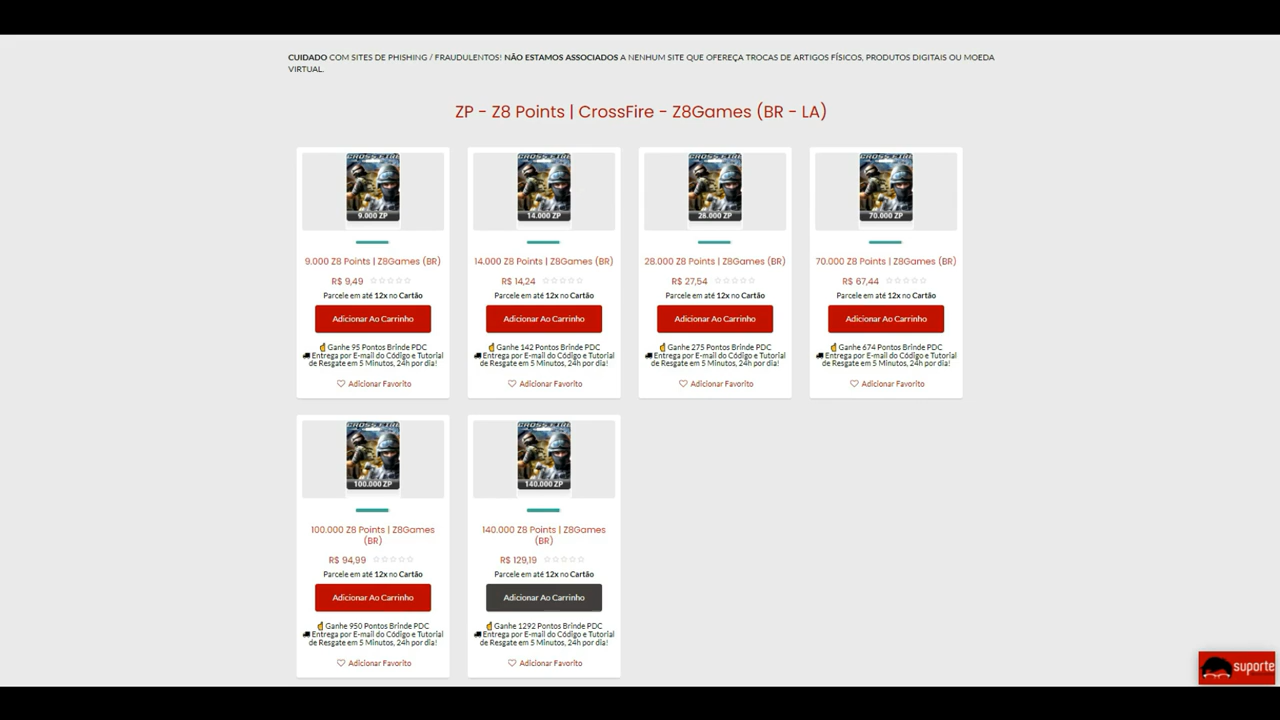 CUIDADO COM SITES DE PHISHING / FRAUDULENTOS! NÃO ESTAMOS ASSOCIADOS A NENHUM SITE QUE OFEREÇA TROCAS DE ARTIGOS FÍSICOS, PRODUTOS DIGITAIS OU MOEDA
VIRTUAL.
ZP - Z8 Points | CrossFire - Z8Games (BR - LA)
CROSS FIRE
9.000 ZP
9.000 Z8 Points | Z8Games (BR)
R$ 9,49
Parcele em até 12x no Cartão
Adicionar Ao Carrinho
Ganhe 95 Pontos Brinde PDC
Entrega por E-mail do Código e Tutorial
de Resgate em 5 Minutos, 24h por dia!
Adicionar Favorito
CROSS FIRE
14.000 ZP
14.000 Z8 Points | Z8Games (BR)
R$ 14,24
Parcele em até 12x no Cartão
Adicionar Ao Carrinho
Ganhe 142 Pontos Brinde PDC
Entrega por E-mail do Código e Tutorial
de Resgate em 5 Minutos, 24h por dia!
Adicionar Favorito
CROSS FIRE
28.000 ZP
28.000 Z8 Points | Z8Games (BR)
R$ 27,54
Parcele em até 12x no Cartão
Adicionar Ao Carrinho
Ganhe 275 Pontos Brinde PDC
Entrega por E-mail do Código e Tutorial
de Resgate em 5 Minutos, 24h por dia!
Adicionar Favorito
CROSS FIRE
70.000 ZP
70.000 Z8 Points | Z8Games (BR)
R$ 67,44
Parcele em até 12x no Cartão
Adicionar Ao Carrinho
Ganhe 674 Pontos Brinde PDC
Entrega por E-mail do Código e Tutorial
de Resgate em 5 Minutos, 24h por dia!
Adicionar Favorito
CROSS FIRE
100.000 ZP
100.000 Z8 Points | Z8Games
(BR)
R$ 94,99
Parcele em até 12x no Cartão
Adicionar Ao Carrinho
Ganhe 950 Pontos Brinde PDC
Entrega por E-mail do Código e Tutorial
de Resgate em 5 Minutos, 24h por dia!
Adicionar Favorito
CROSS FIRE
140.000 ZP
140.000 Z8 Points | Z8Games
(BR)
R$ 129,19
Parcele em até 12x no Cartão
Adicionar Ao Carrinho
Ganhe 1292 Pontos Brinde PDC
Entrega por E-mail do Código e Tutorial
de Resgate em 5 Minutos, 24h por dia!
Adicionar Favorito
suporte